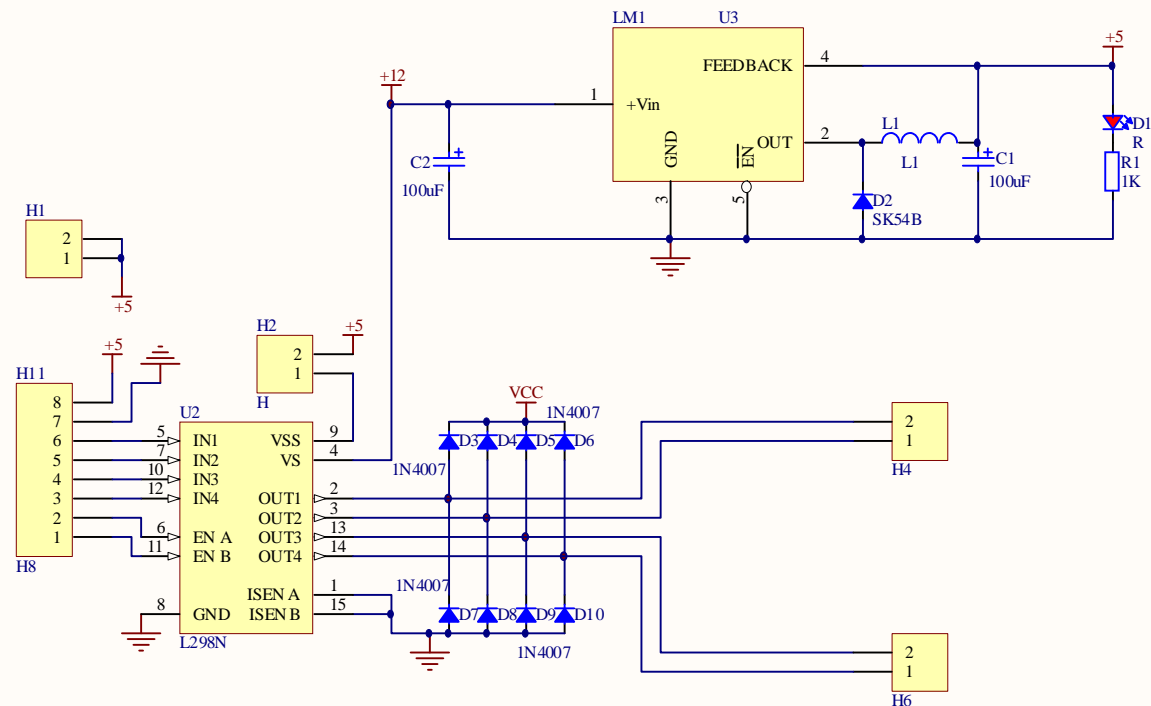 LM1 U3
+5
FEEDBACK 4
+12
1 +Vin
L1
D1
2
OUT
GND
EN
C2
L1
C1
R
R1
100uF
100uF
1K
3
5
D2
SK54B
H1
2
1
+5
H2
+5
2
1
H
+5
H11
8
7
6
5
4
3
2
1
H8
U2
5 IN1 VSS 9
7 IN2 VS 4
10 IN3
12 IN4 OUT1 2
OUT2 3
6 EN A OUT3 13
11 EN B OUT4 14
ISEN A 1
8 GND ISEN B 15
L298N
VCC
1N4007
D3 D4 D5 D6
1N4007
1N4007
D7 D8 D9 D10
1N4007
2
1
H4
2
1
H6